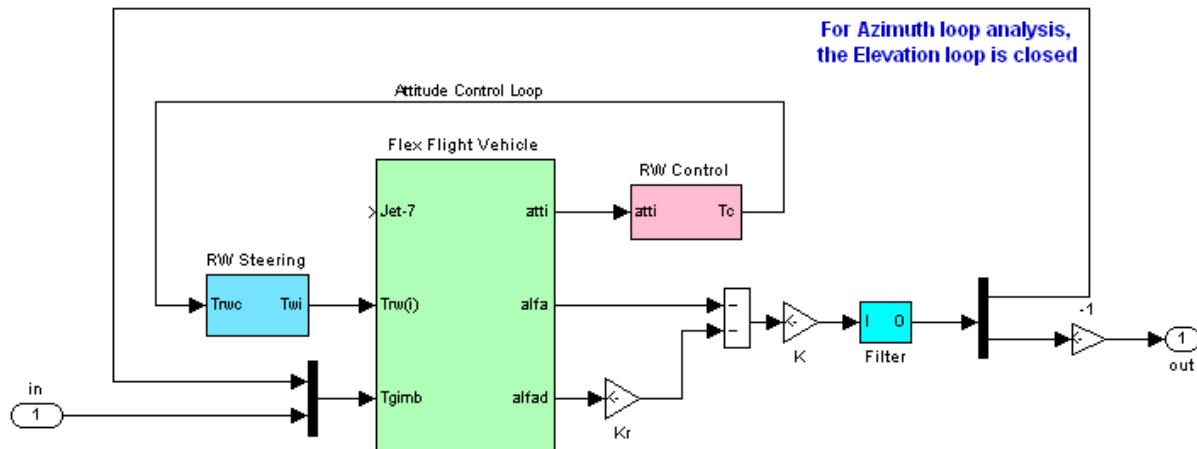 For Azimuth loop analysis,
the Elevation loop is closed
Attitude Control Loop
Flex Flight Vehicle
RW Control
Jet-7
atti
atti
Tc
RW Steering
Trwc
Twi
Trw(i)
alfa
-
-
K
I
O
Filter
-1
1
out
in
1
Tgimb
alfad
Kr